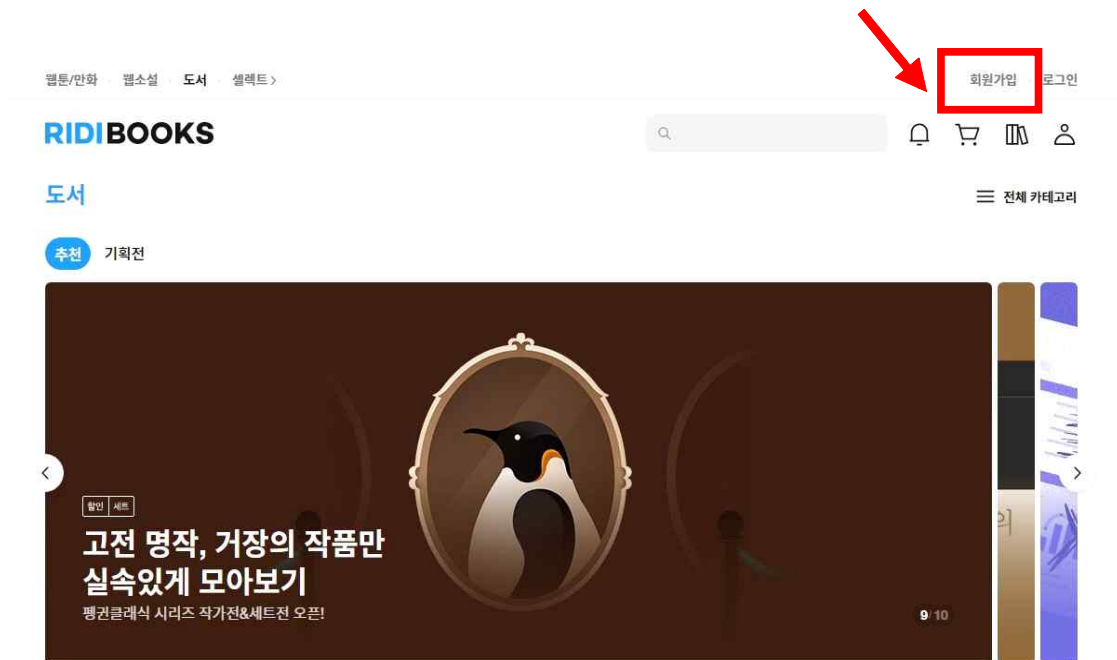 웹툰/만화 웹소설 도서 셀렉트 >
회원가입 로그인
RIDIBOOKS
도서
전체 카테고리
추천 기획전
할인 세트
고전 명작, 거장의 작품만
실속있게 모아보기
펭귄클래식 시리즈 작가전&세트전 오픈!
9/10
의